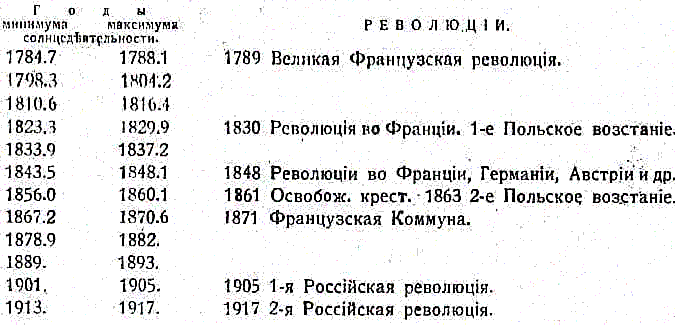 Г о д ы
минимума максимума Р Е В О Л Ю Ц І И.
солнцедѣятельности.
1784.7 1788.1 1789 Великая Французская революція.
1798.3 1804.2
1810.6 1816.4
1823.3 1829.9 1830 Революція во Франціи. 1-е Польское возстаніе.
1833.9 1837.2
1843.5 1848.1 1848 Революціи во Франціи, Германіи, Австріи и др.
1856.0 1860.1 1861 Освобож. крест. 1863 2-е Польское возстаніе.
1867.2 1870.6 1871 Французская Коммуна.
1878.9 1882.
1889. 1893.
1901. 1905. 1905 1-я Россійская революція.
1913. 1917. 1917 2-я Россійская революція.